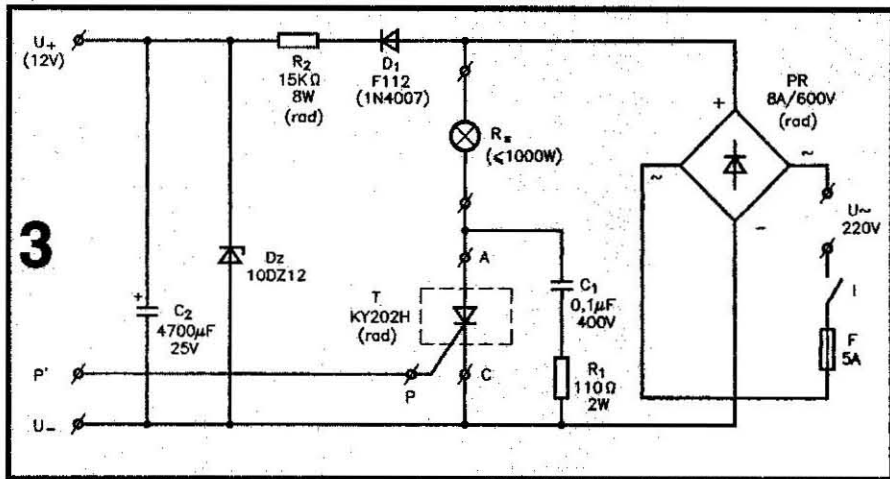 U+
(12V)
R2
15KΩ
8W
(rad)
D1
F112
(1N4007)
Rs
(⩽1000W)
PR
8A/600V
(rad)
+
~
~
−
U~
220V
I
F
5A
3
Dz
10DZ12
+
C2
4700μF
25V
A
T
KY202H
(rad)
C1
0,1μF
400V
P'
P
C
R1
110Ω
2W
U−